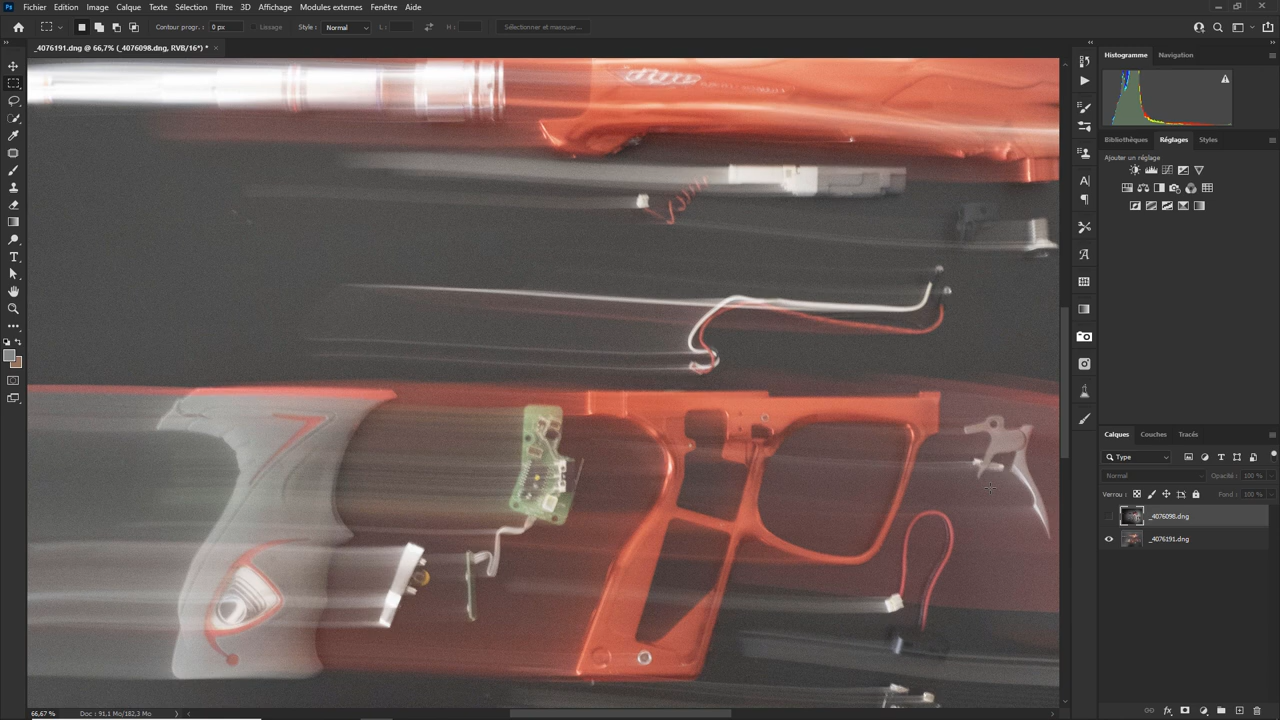 Ps Fichier Edition Image Calque Texte Sélection Filtre 3D Affichage Modules externes Fenêtre Aide
Contour progr. : 0 px Lissage Style : Normal L : H : Sélectionner et masquer...
_4076191.dng @ 66,7% (_4076098.dng, RVB/16*) * ×
Histogramme Navigation
Bibliothèques Réglages Styles
Ajouter un réglage
Calques Couches Tracés
Type
Normal Opacité : 100 %
Verrou : Fond : 100 %
_4076098.dng
_4076191.dng
66,67 % Doc : 91,1 Mo/182,3 Mo